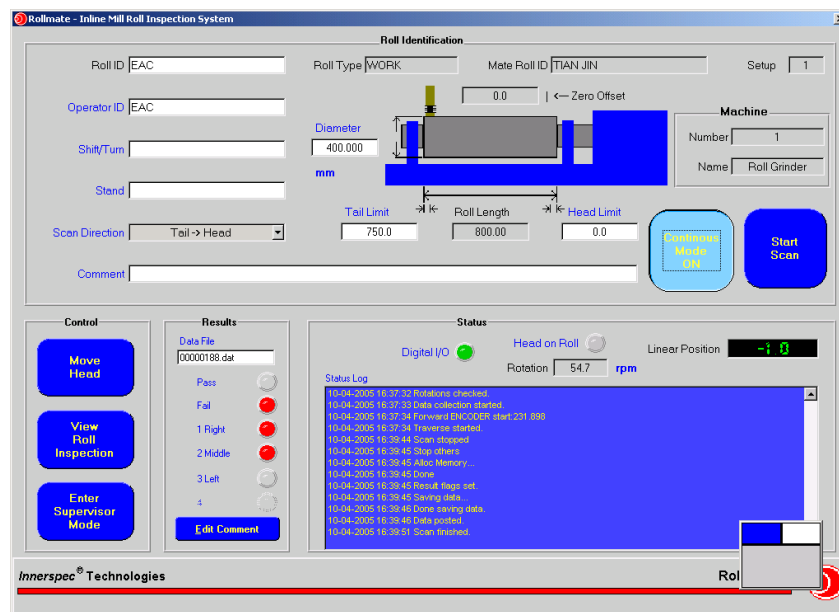 Rollmate - Inline Mill Roll Inspection System
Roll Identification
Roll ID EAC
Roll Type WORK
Mate Roll ID TIAN JIN
Setup 1
Operator ID EAC
0.0 | <— Zero Offset
Machine
Number 1
Name Roll Grinder
Shift/Turn
Diameter
400.000
mm
Stand
Tail Limit
750.0
Roll Length
800.00
Head Limit
0.0
Scan Direction Tail -> Head
Continous
Mode
ON
Start
Scan
Comment
Control
Move
Head
View
Roll
Inspection
Enter
Supervisor
Mode
Results
Data File
00000188.dat
Pass
Fail
1 Right
2 Middle
3 Left
4
Edit Comment
Status
Digital I/O
Head on Roll
Linear Position -1.0
Rotation 54.7 rpm
Status Log
10-04-2005 16:37:32 Rotations checked.
10-04-2005 16:37:33 Data collection started.
10-04-2005 16:37:34 Forward ENCODER start:231.898
10-04-2005 16:37:34 Traverse started.
10-04-2005 16:39:44 Scan stopped
10-04-2005 16:39:45 Stop others
10-04-2005 16:39:45 Alloc Memory...
10-04-2005 16:39:45 Done
10-04-2005 16:39:45 Result flags set.
10-04-2005 16:39:45 Saving data...
10-04-2005 16:39:46 Done saving data.
10-04-2005 16:39:46 Data posted.
10-04-2005 16:39:51 Scan finished.
Innerspec® Technologies
Rol